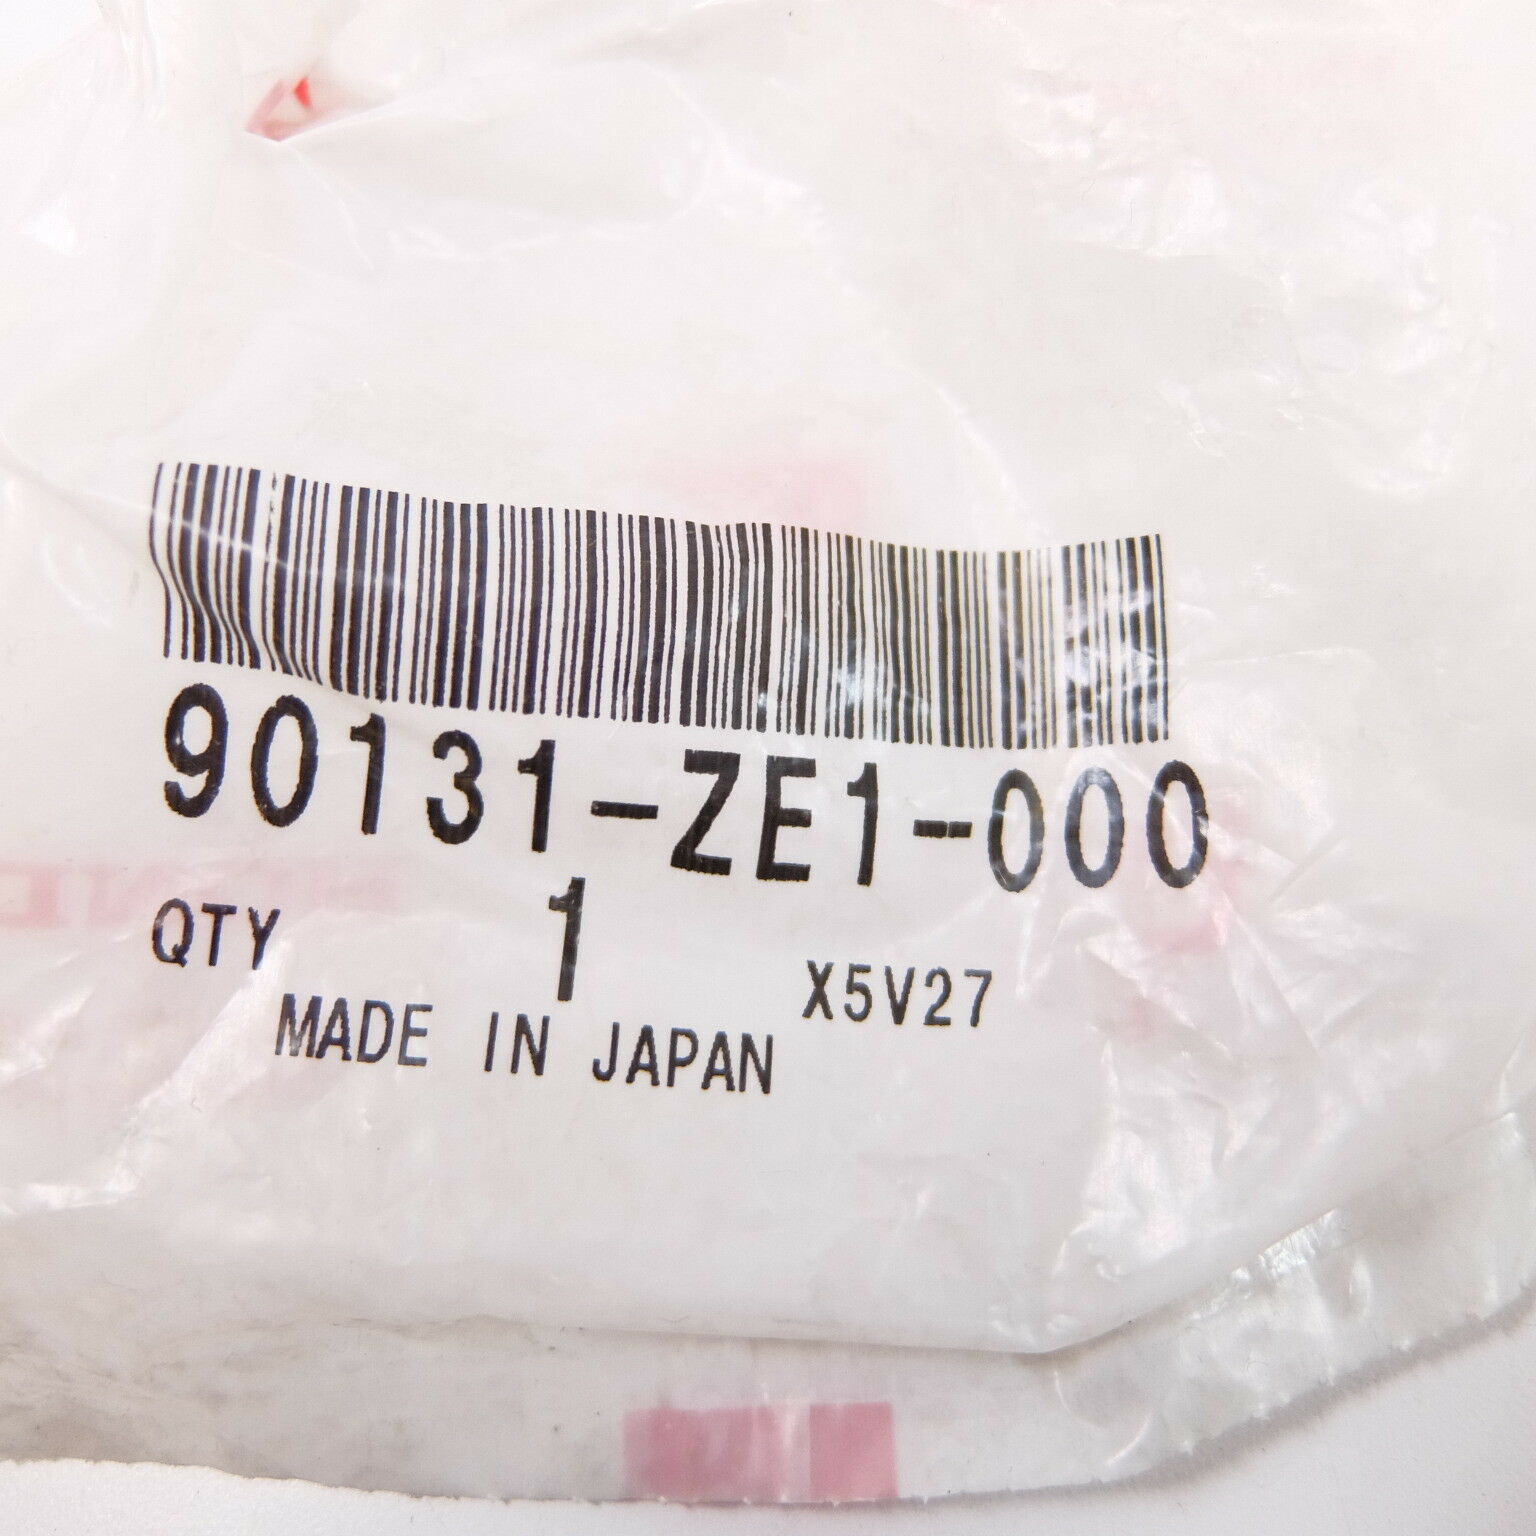 90131-ZE1-000
QTY 1 X5V27
MADE IN JAPAN